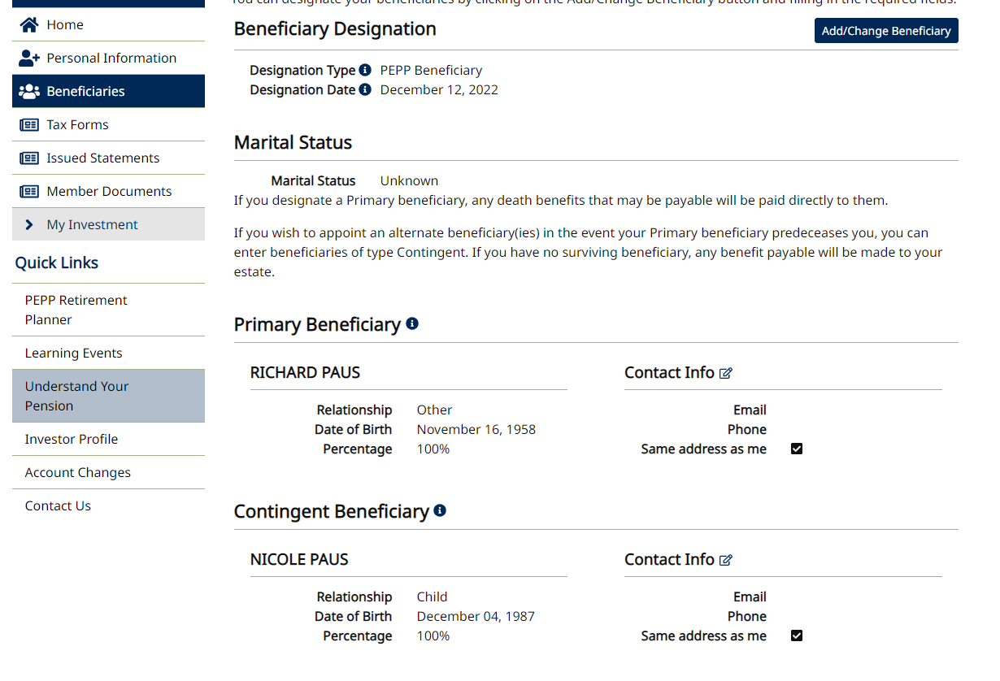 You can designate your beneficiaries by clicking on the Add/Change Beneficiary button and filling in the required fields.
Home
Personal Information
Beneficiaries
Tax Forms
Issued Statements
Member Documents
My Investment
Quick Links
PEPP Retirement
Planner
Learning Events
Understand Your
Pension
Investor Profile
Account Changes
Contact Us
Beneficiary Designation
Add/Change Beneficiary
Designation Type PEPP Beneficiary
Designation Date December 12, 2022
Marital Status
Marital Status Unknown
If you designate a Primary beneficiary, any death benefits that may be payable will be paid directly to them.
If you wish to appoint an alternate beneficiary(ies) in the event your Primary beneficiary predeceases you, you can
enter beneficiaries of type Contingent. If you have no surviving beneficiary, any benefit payable will be made to your
estate.
Primary Beneficiary
RICHARD PAUS
Relationship Other
Date of Birth November 16, 1958
Percentage 100%
Contact Info
Email
Phone
Same address as me
Contingent Beneficiary
NICOLE PAUS
Relationship Child
Date of Birth December 04, 1987
Percentage 100%
Contact Info
Email
Phone
Same address as me